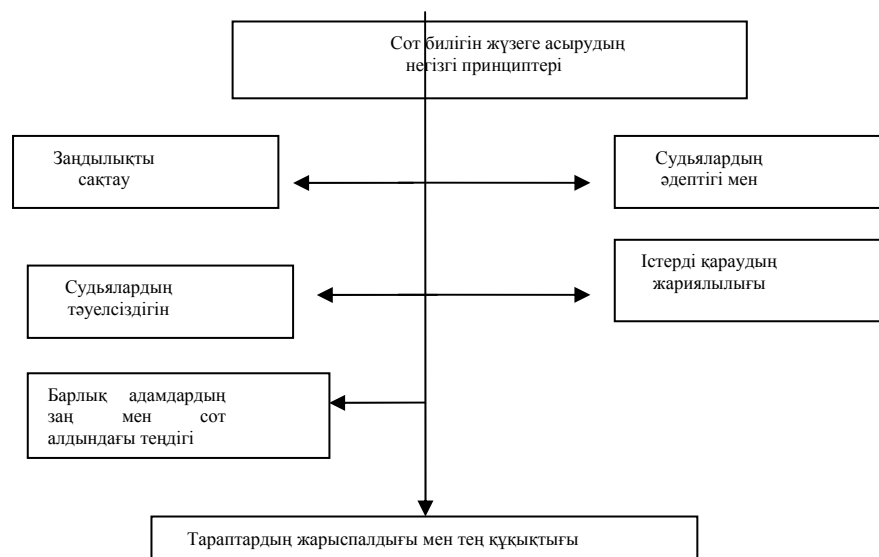 Сот билігін жүзеге асырудың
негізгі принциптері
Заңдылықты
сақтау
Судьялардың
әдептігі мен
Судьялардың
тәуелсіздігін
Істерді қараудың
жариялылығы
Барлық адамдардың
заң мен сот
алдындағы теңдігі
Тараптардың жарыспалдығы мен тең құқықтығы